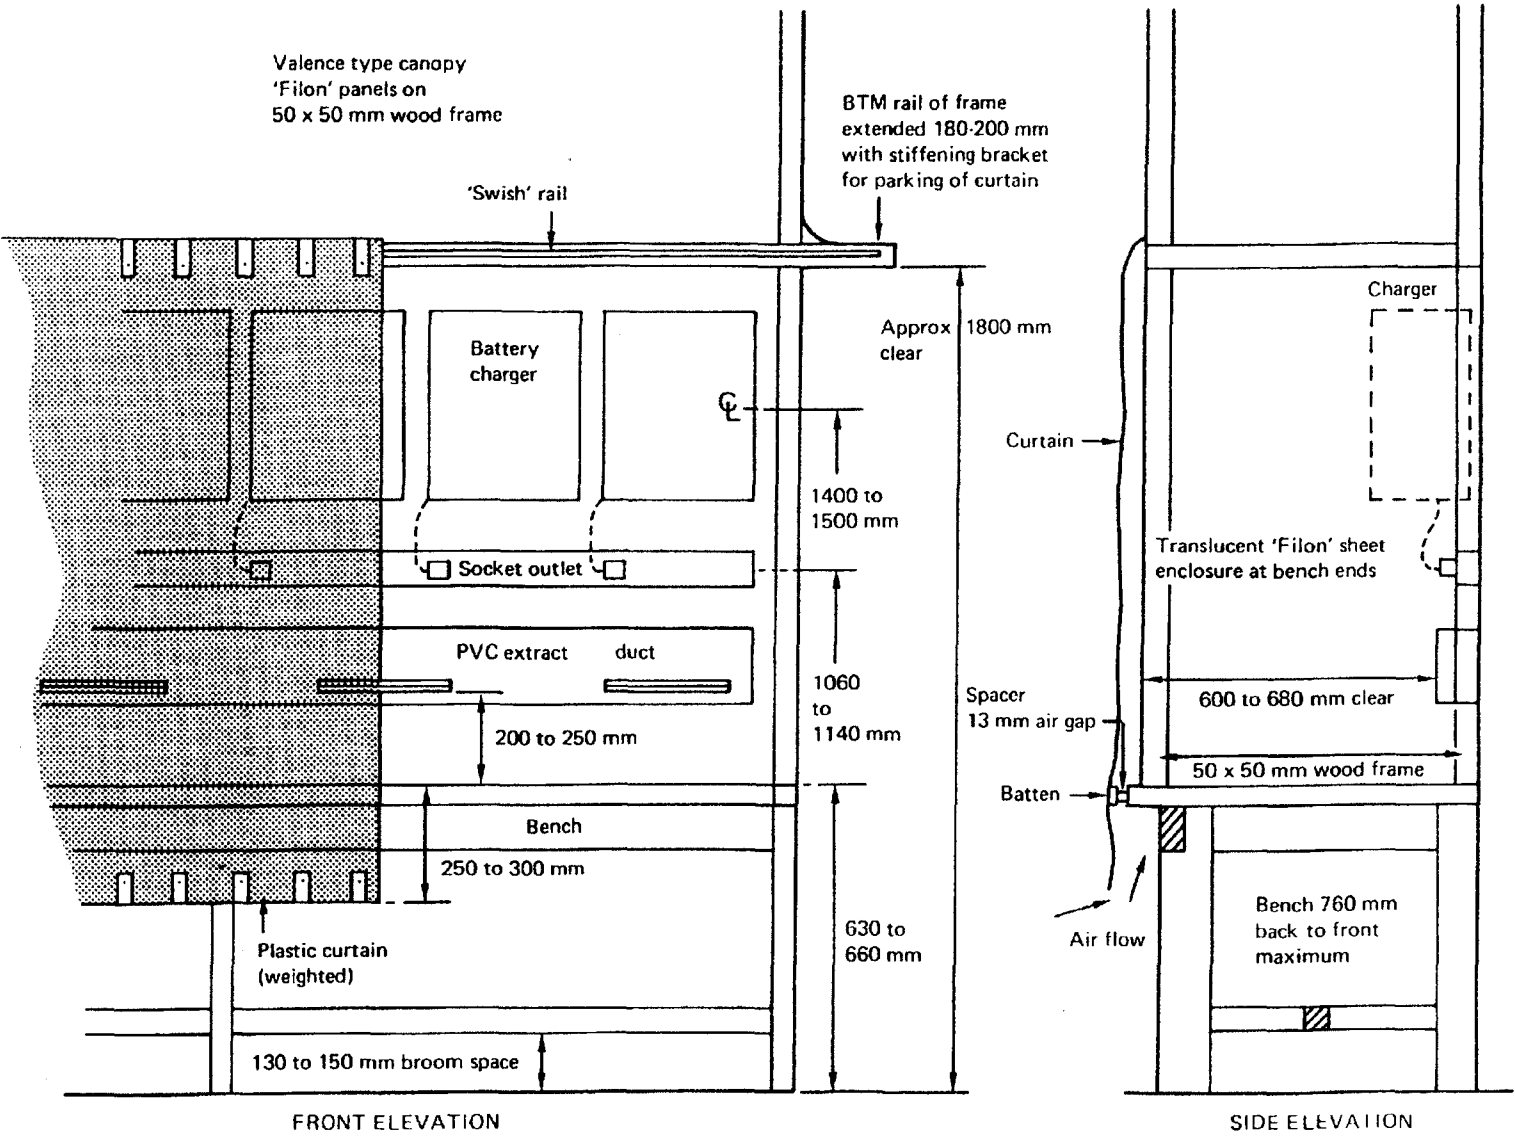 Valence type canopy
'Filon' panels on
50 x 50 mm wood frame
'Swish' rail
BTM rail of frame
extended 180-200 mm
with stiffening bracket
for parking of curtain
Battery
charger
℄
Approx 1800 mm
clear
1400 to
1500 mm
Socket outlet
PVC extract duct
1060
to
1140 mm
200 to 250 mm
Bench
250 to 300 mm
630 to
660 mm
Plastic curtain
(weighted)
130 to 150 mm broom space
FRONT ELEVATION
Charger
Curtain
Translucent 'Filon' sheet
enclosure at bench ends
600 to 680 mm clear
Spacer
13 mm air gap
50 x 50 mm wood frame
Batten
Air flow
Bench 760 mm
back to front
maximum
SIDE ELEVATION